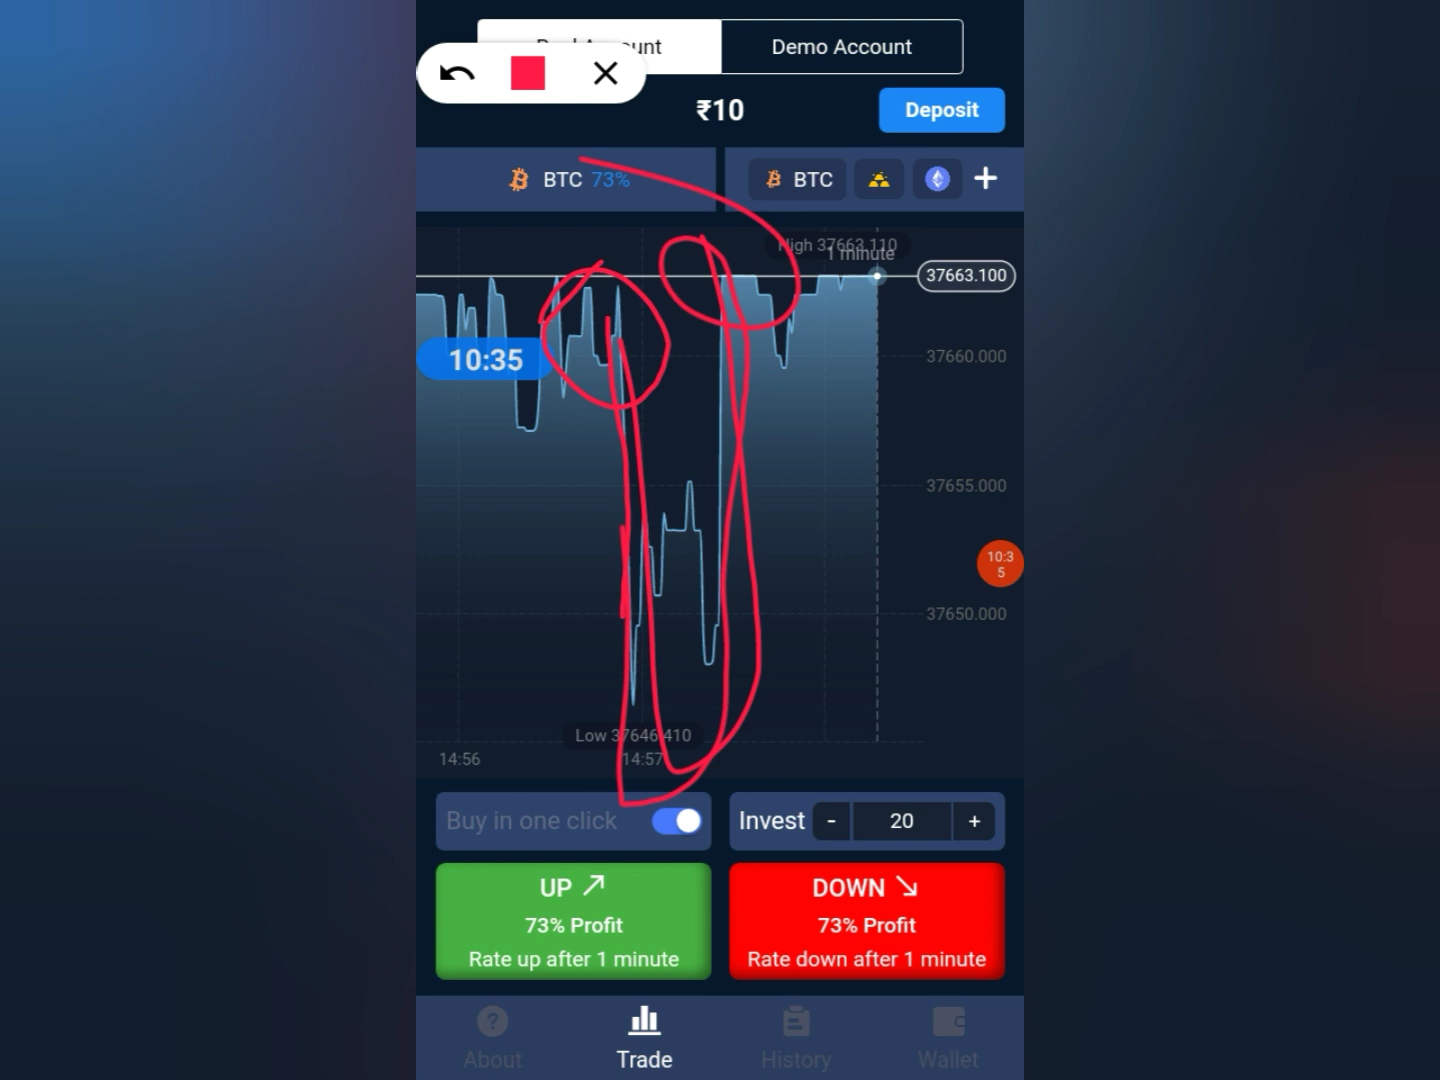 Demo Account
₹10
Deposit
BTC 73%
BTC
High 37663.110
1 minute
37663.100
10:35
37660.000
37655.000
10:3
5
37650.000
Low 37646.410
14:56
14:57
Buy in one click
Invest - 20 +
UP
73% Profit
Rate up after 1 minute
DOWN
73% Profit
Rate down after 1 minute
About
Trade
History
Wallet